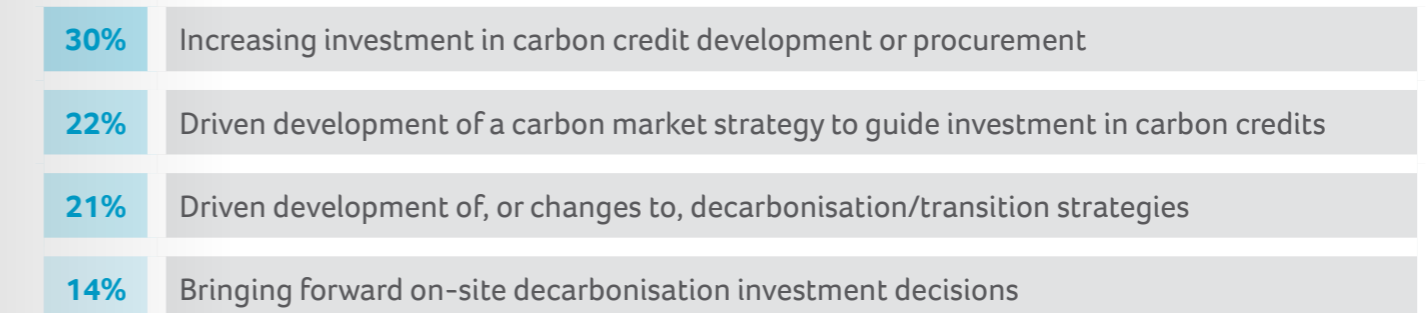 30% Increasing investment in carbon credit development or procurement
22% Driven development of a carbon market strategy to guide investment in carbon credits
21% Driven development of, or changes to, decarbonisation/transition strategies
14% Bringing forward on-site decarbonisation investment decisions